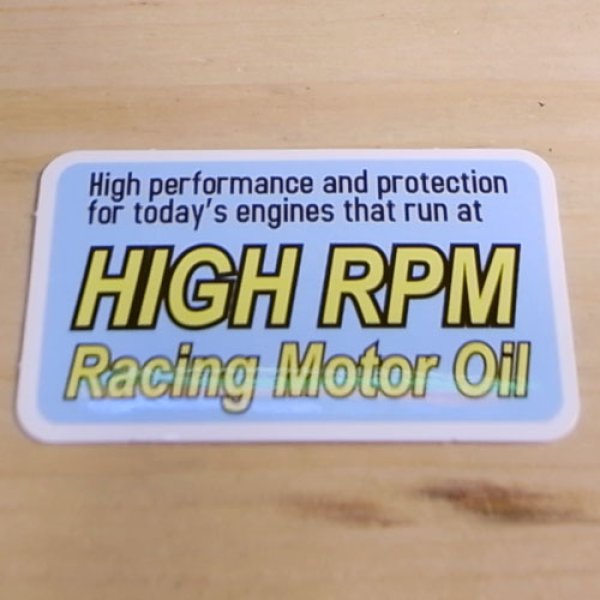 High performance and protection
for today's engines that run at
HIGH RPM
Racing Motor Oil